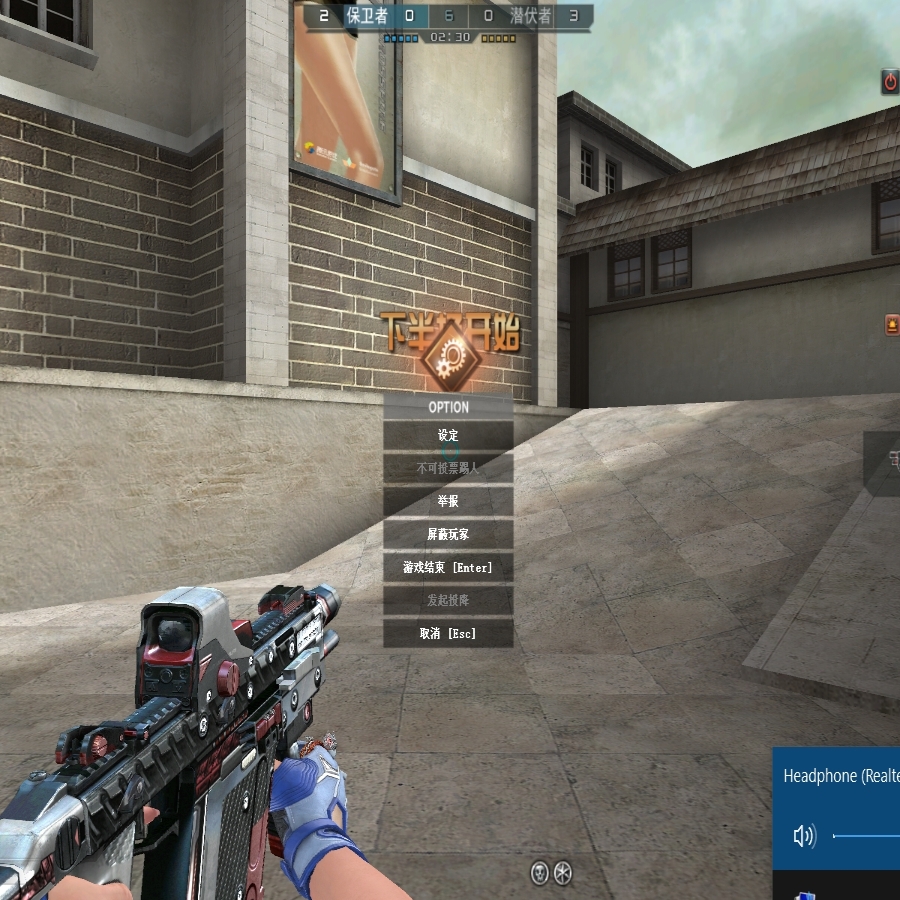 2 保卫者 0 6 0 潜伏者 3
02:30
下半场开始
OPTION
设定
不可投票踢人
举报
屏蔽玩家
游戏结束 [Enter]
发起投降
取消 [Esc]
Headphone (Realte